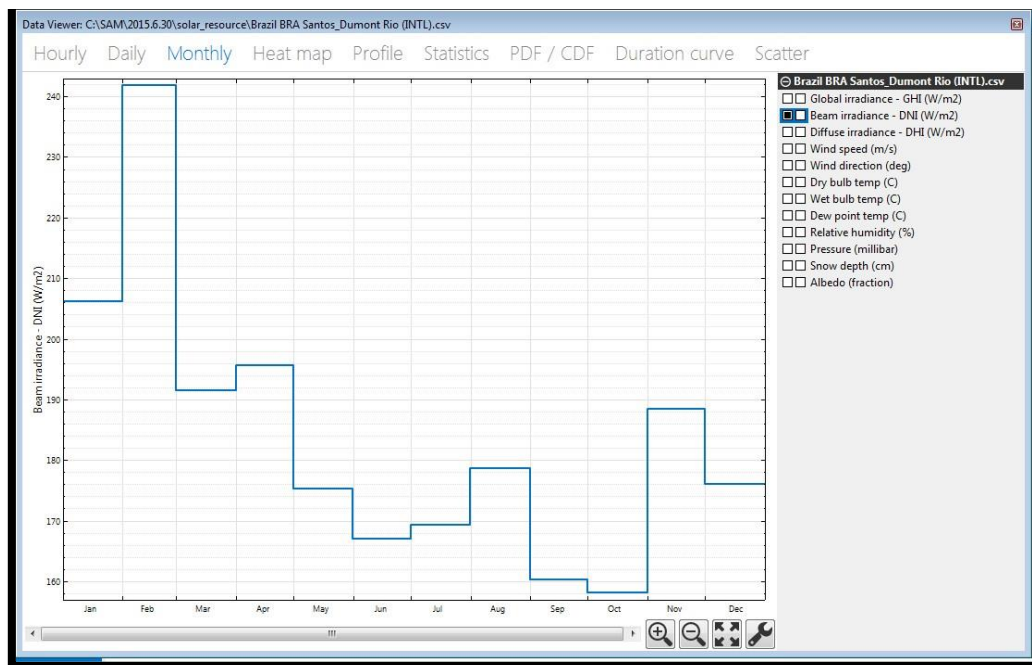 Data Viewer: C:\SAM\2015.6.30\solar_resource\Brazil BRA Santos_Dumont Rio (INTL).csv
Hourly Daily Monthly Heat map Profile Statistics PDF / CDF Duration curve Scatter
Brazil BRA Santos_Dumont Rio (INTL).csv
Global irradiance - GHI (W/m2)
Beam irradiance - DNI (W/m2)
Diffuse irradiance - DHI (W/m2)
Wind speed (m/s)
Wind direction (deg)
Dry bulb temp (C)
Wet bulb temp (C)
Dew point temp (C)
Relative humidity (%)
Pressure (millibar)
Snow depth (cm)
Albedo (fraction)
Beam irradiance - DNI (W/m2)
240
230
220
210
200
190
180
170
160
Jan Feb Mar Apr May Jun Jul Aug Sep Oct Nov Dec